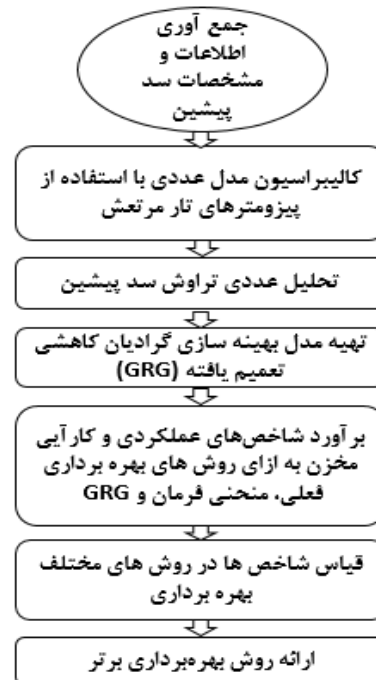 جمع آوری
اطلاعات و
مشخصات سد
پیشین
کالیبراسیون مدل عددی با استفاده از
پیزومترهای تار مرتعش
تحلیل عددی تراوش سد پیشین
تهیه مدل بهینه سازی گرادیان کاهشی
تعمیم یافته (GRG)
برآورد شاخص‌های عملکردی و کارآیی
مخزن به ازای روش های بهره برداری
فعلی، منحنی فرمان و GRG
قیاس شاخص ها در روش های مختلف
بهره برداری
ارائه روش بهره‌برداری برتر